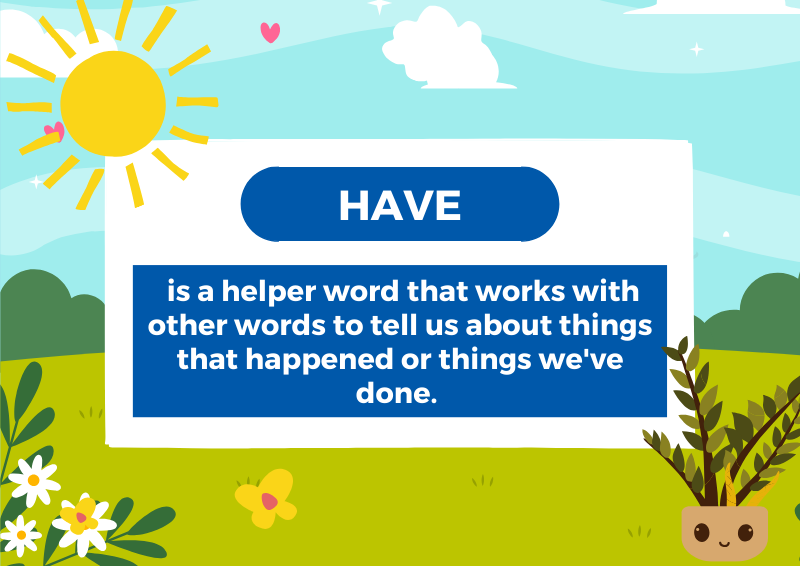 HAVE
is a helper word that works with
other words to tell us about things
that happened or things we've
done.